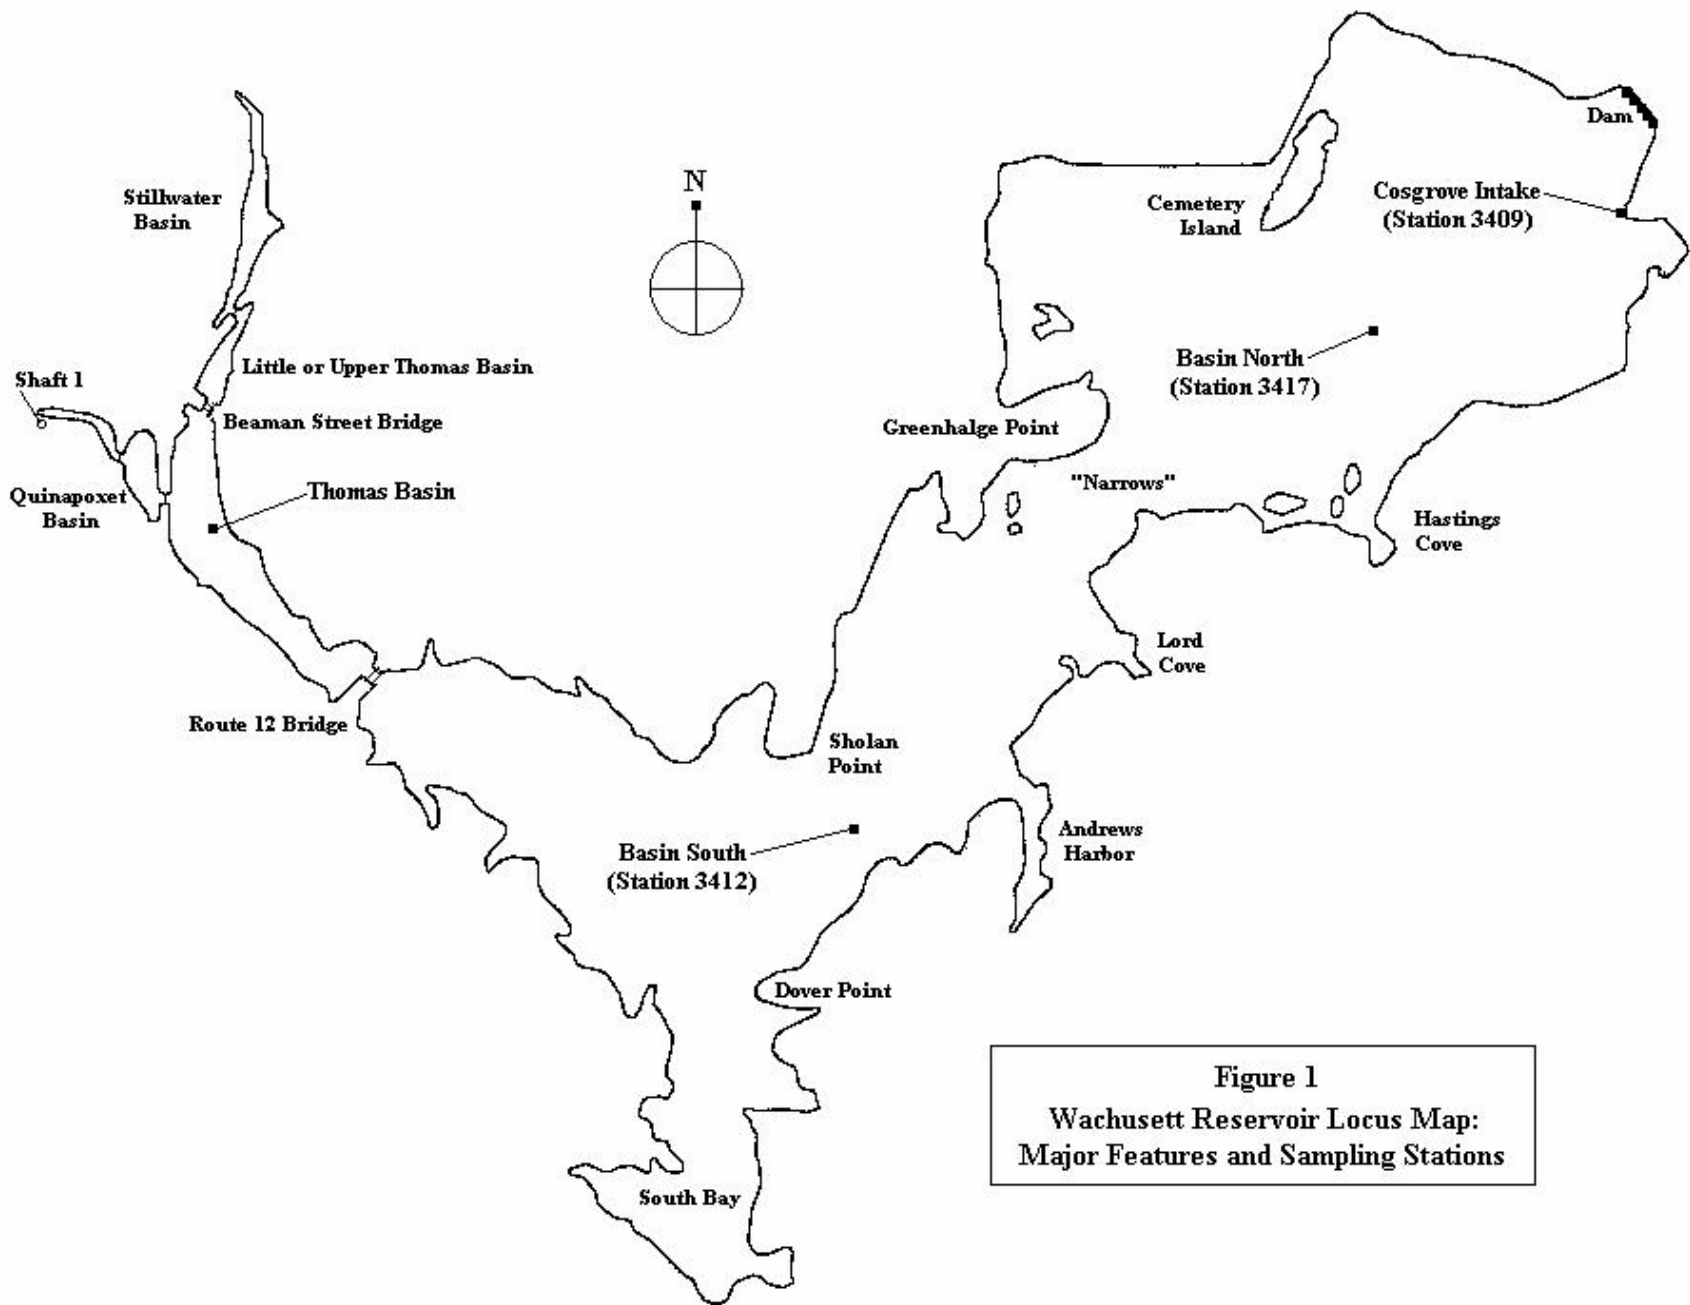 Dam
Stillwater
Basin
N
Cemetery
Island
Cosgrove Intake
(Station 3409)
Shaft 1
Little or Upper Thomas Basin
Basin North
(Station 3417)
Beaman Street Bridge
Greenhalge Point
Quinapoxet
Basin
Thomas Basin
"Narrows"
Hastings
Cove
Lord
Cove
Route 12 Bridge
Sholan
Point
Basin South
(Station 3412)
Andrews
Harbor
Dover Point
South Bay
Figure 1
Wachusett Reservoir Locus Map:
Major Features and Sampling Stations